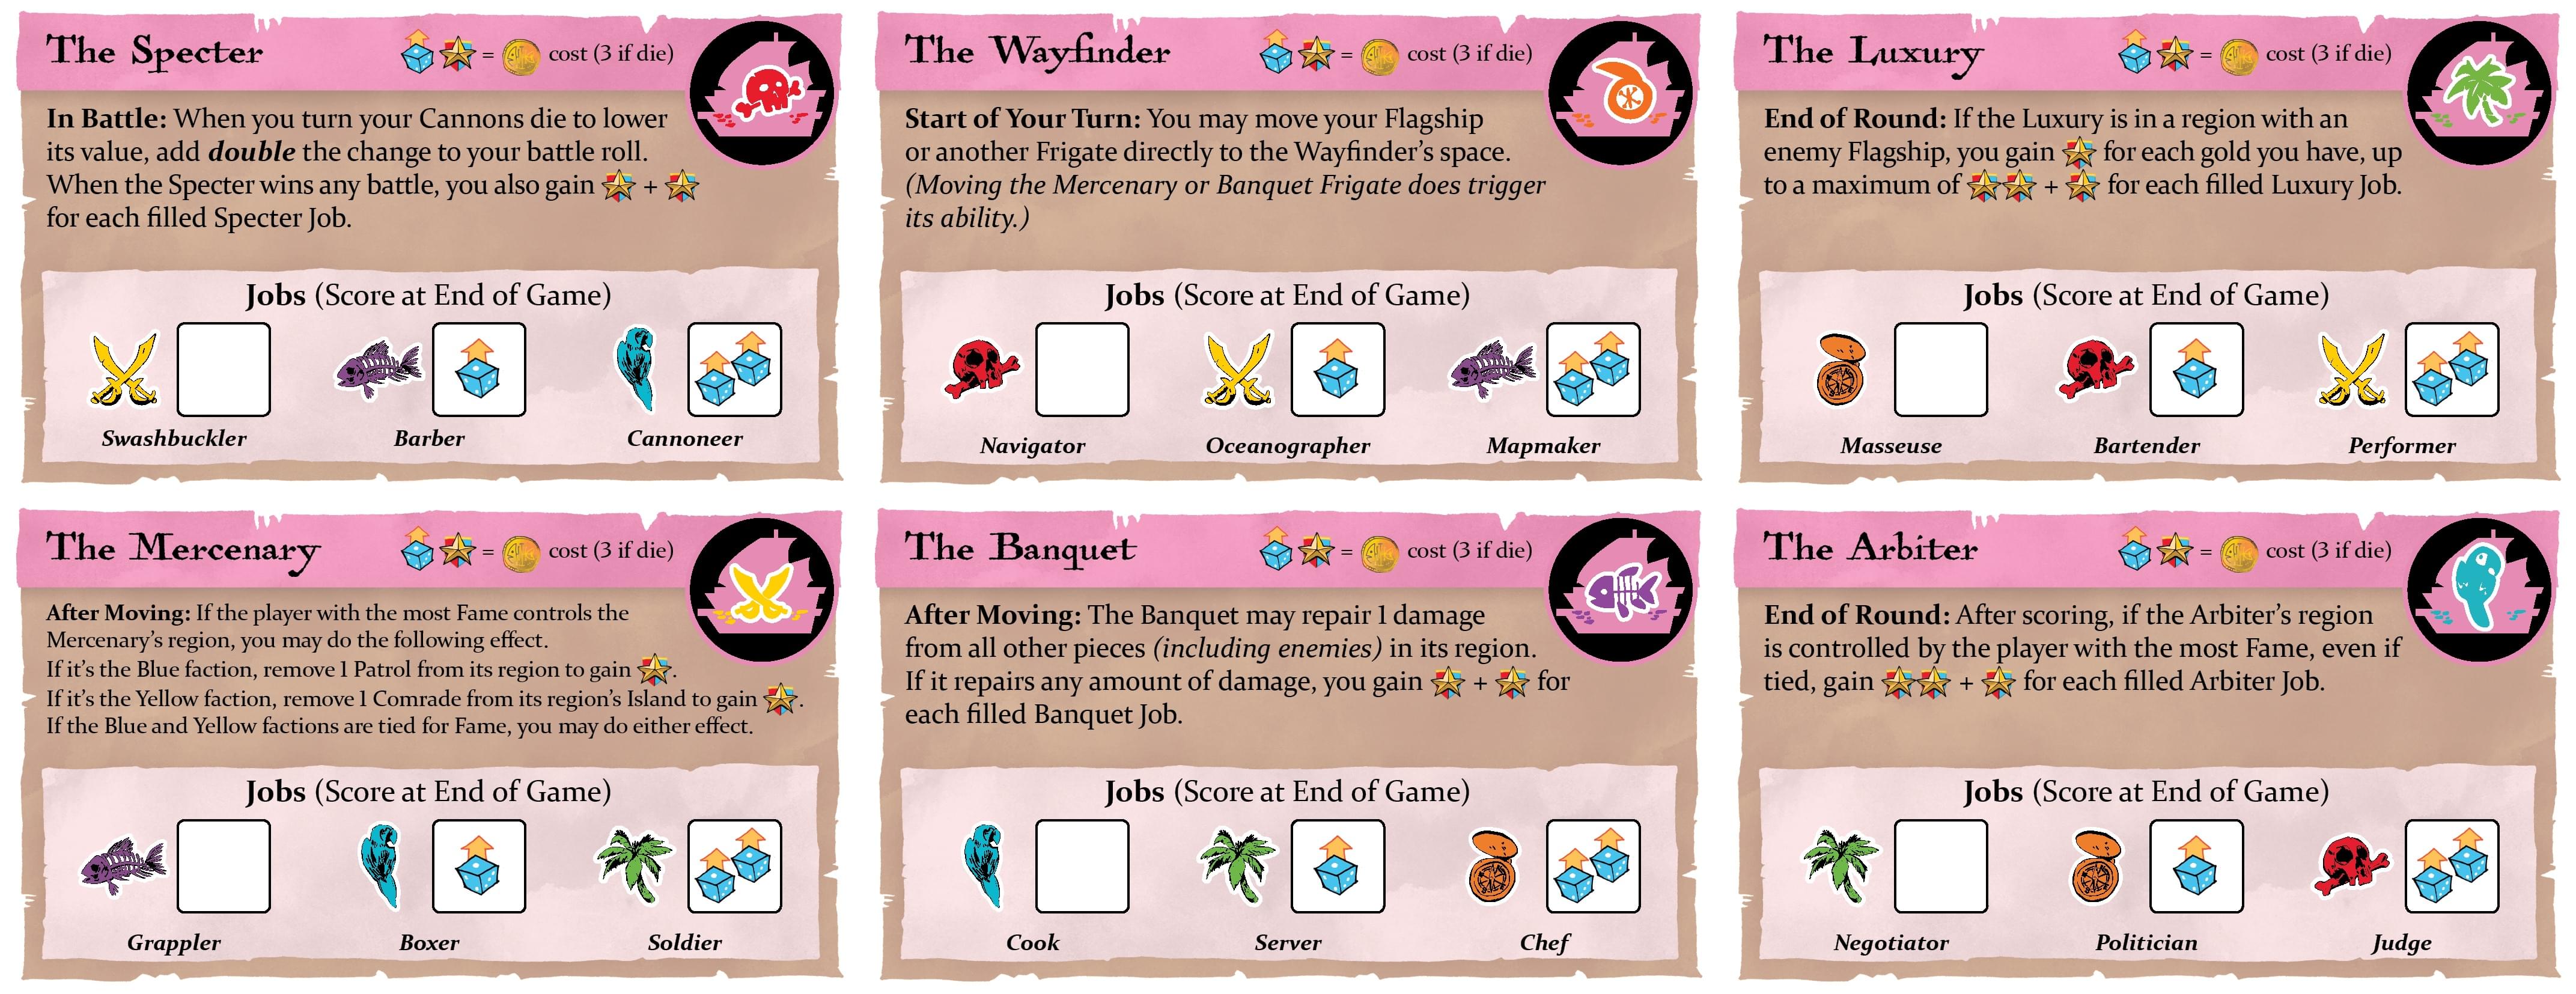 The Specter
= cost (3 if die)
In Battle: When you turn your Cannons die to lower
its value, add double the change to your battle roll.
When the Specter wins any battle, you also gain +
for each filled Specter Job.
Jobs (Score at End of Game)
Swashbuckler Barber Cannoneer
The Wayfinder
= cost (3 if die)
Start of Your Turn: You may move your Flagship
or another Frigate directly to the Wayfinder's space.
(Moving the Mercenary or Banquet Frigate does trigger
its ability.)
Jobs (Score at End of Game)
Navigator Oceanographer Mapmaker
The Luxury
= cost (3 if die)
End of Round: If the Luxury is in a region with an
enemy Flagship, you gain for each gold you have, up
to a maximum of + for each filled Luxury Job.
Jobs (Score at End of Game)
Masseuse Bartender Performer
The Mercenary
= cost (3 if die)
After Moving: If the player with the most Fame controls the
Mercenary's region, you may do the following effect.
If it's the Blue faction, remove 1 Patrol from its region to gain .
If it's the Yellow faction, remove 1 Comrade from its region's Island to gain .
If the Blue and Yellow factions are tied for Fame, you may do either effect.
Jobs (Score at End of Game)
Grappler Boxer Soldier
The Banquet
= cost (3 if die)
After Moving: The Banquet may repair 1 damage
from all other pieces (including enemies) in its region.
If it repairs any amount of damage, you gain + for
each filled Banquet Job.
Jobs (Score at End of Game)
Cook Server Chef
The Arbiter
= cost (3 if die)
End of Round: After scoring, if the Arbiter's region
is controlled by the player with the most Fame, even if
tied, gain + for each filled Arbiter Job.
Jobs (Score at End of Game)
Negotiator Politician Judge